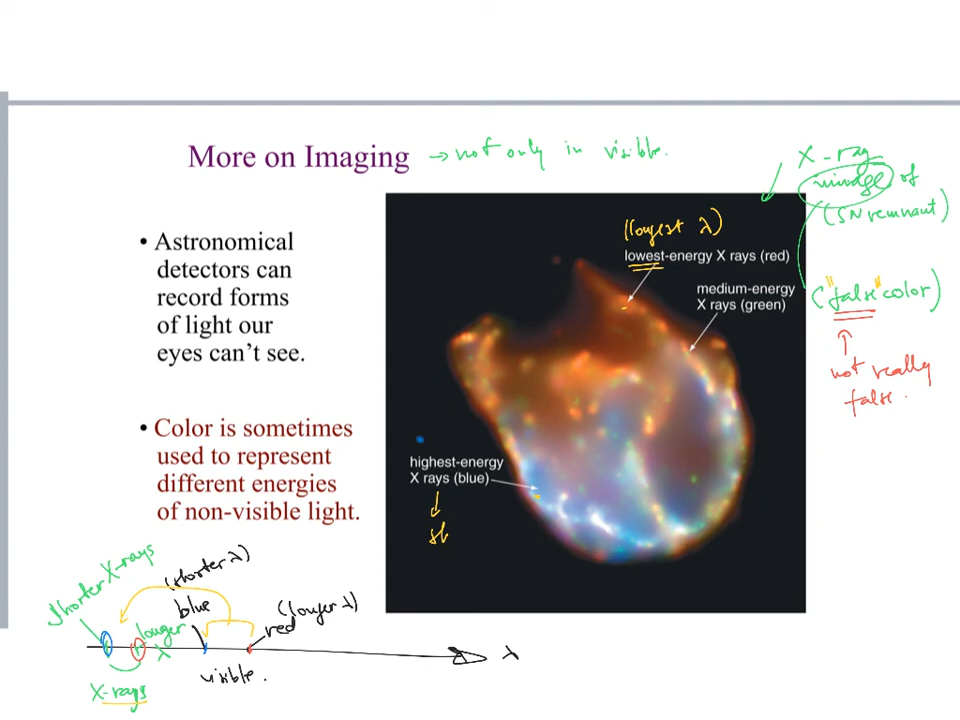 More on Imaging → not only in visible.
X-ray
image of
(SN remnant)
("false" color)
not really
false.
• Astronomical
detectors can
record forms
of light our
eyes can't see.
• Color is sometimes
used to represent
different energies
of non-visible light.
(longest λ)
lowest-energy X rays (red)
medium-energy
X rays (green)
highest-energy
X rays (blue)
sh
shorter X-rays
(shorter λ)
blue
(longer λ)
red
longer
λ
visible.
λ
X-rays